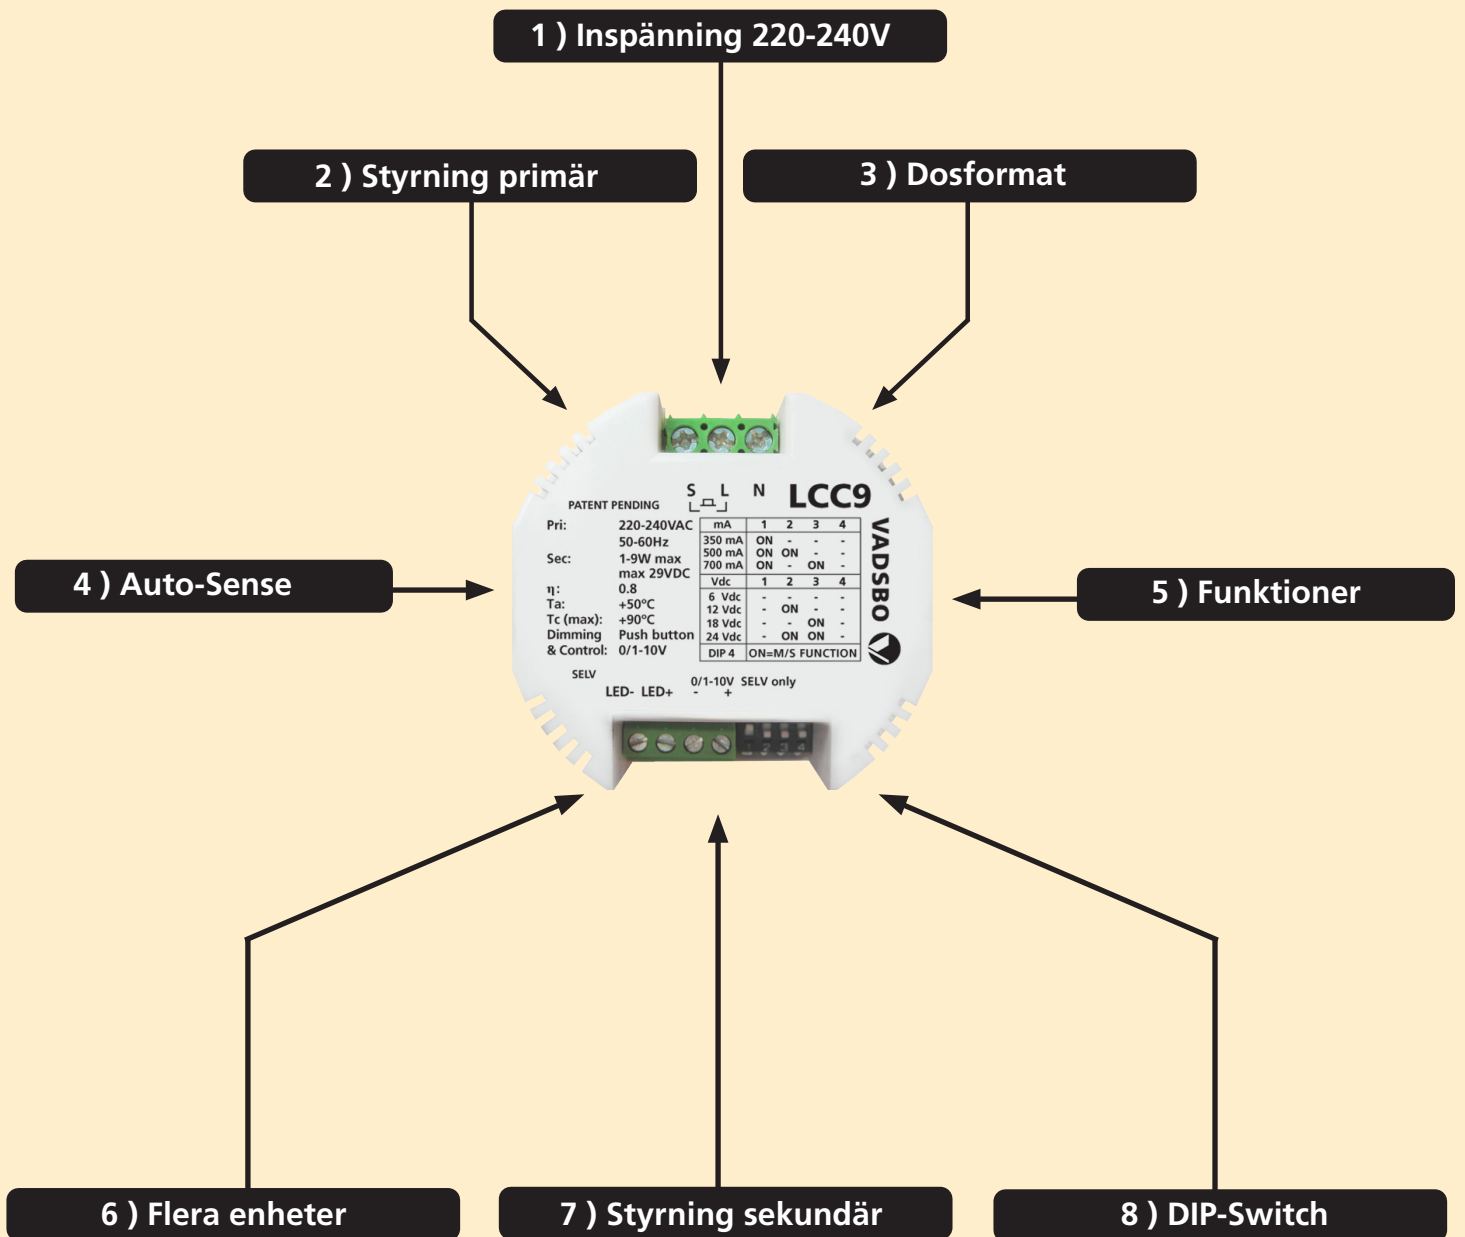 1 ) Inspänning 220-240V
2 ) Styrning primär
3 ) Dosformat
4 ) Auto-Sense
5 ) Funktioner
S L N LCC9
PATENT PENDING
VADSBO
Pri: 220-240VAC
50-60Hz
Sec: 1-9W max
max 29VDC
η: 0.8
Ta: +50°C
Tc (max): +90°C
Dimming Push button
& Control: 0/1-10V
mA 1 2 3 4
350 mA ON - - -
500 mA ON ON - -
700 mA ON - ON -
Vdc 1 2 3 4
6 Vdc - - - -
12 Vdc - ON - -
18 Vdc - - ON -
24 Vdc - ON ON -
DIP 4 ON=M/S FUNCTION
SELV
0/1-10V SELV only
LED- LED+ - +
1 2 3 4
6 ) Flera enheter
7 ) Styrning sekundär
8 ) DIP-Switch